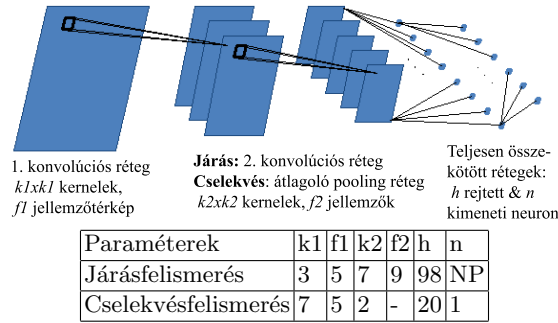 1. konvolúciós réteg
k1xk1 kernelek,
f1 jellemzőtérkép
Járás: 2. konvolúciós réteg
Cselekvés: átlagoló pooling réteg
k2xk2 kernelek, f2 jellemzők
Teljesen össze-
kötött rétegek:
h rejtett & n
kimeneti neuron
Paraméterek k1 f1 k2 f2 h n
Járásfelismerés 3 5 7 9 98 NP
Cselekvésfelismerés 7 5 2 - 20 1